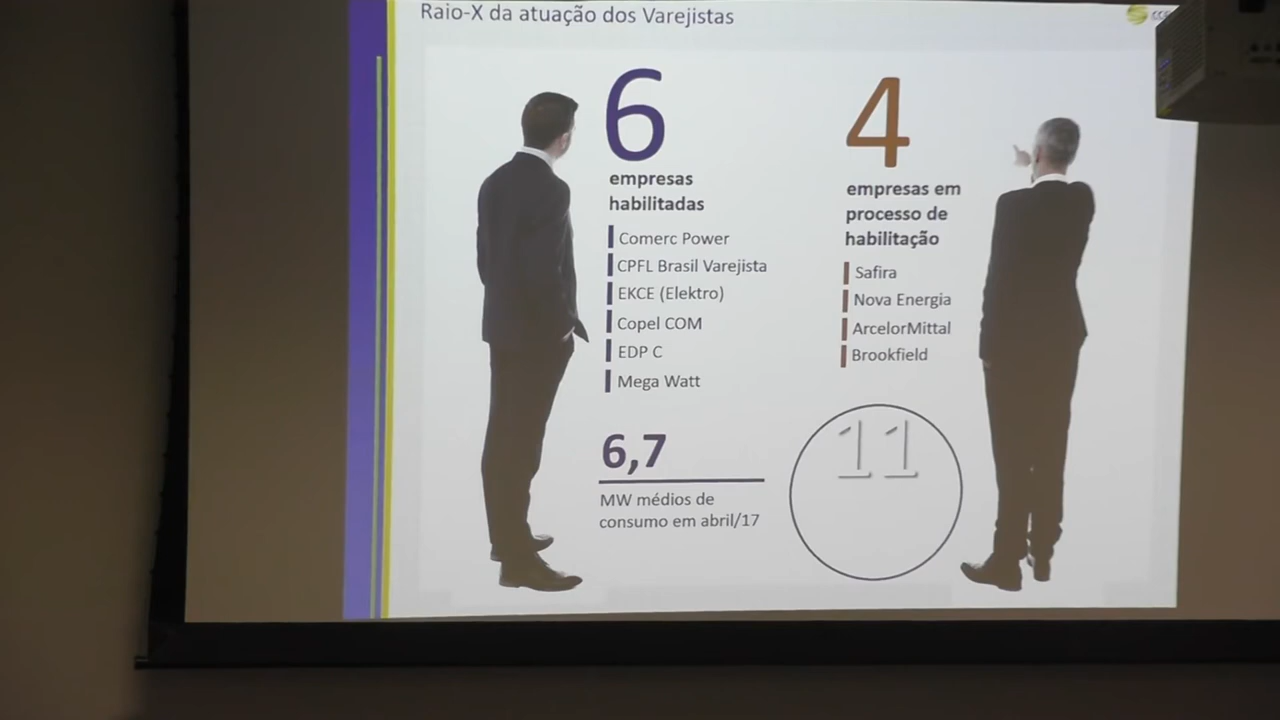 Raio-X da atuação dos Varejistas
6
empresas
habilitadas
Comerc Power
CPFL Brasil Varejista
EKCE (Elektro)
Copel COM
EDP C
Mega Watt
6,7
MW médios de
consumo em abril/17
4
empresas em
processo de
habilitação
Safira
Nova Energia
ArcelorMittal
Brookfield
11